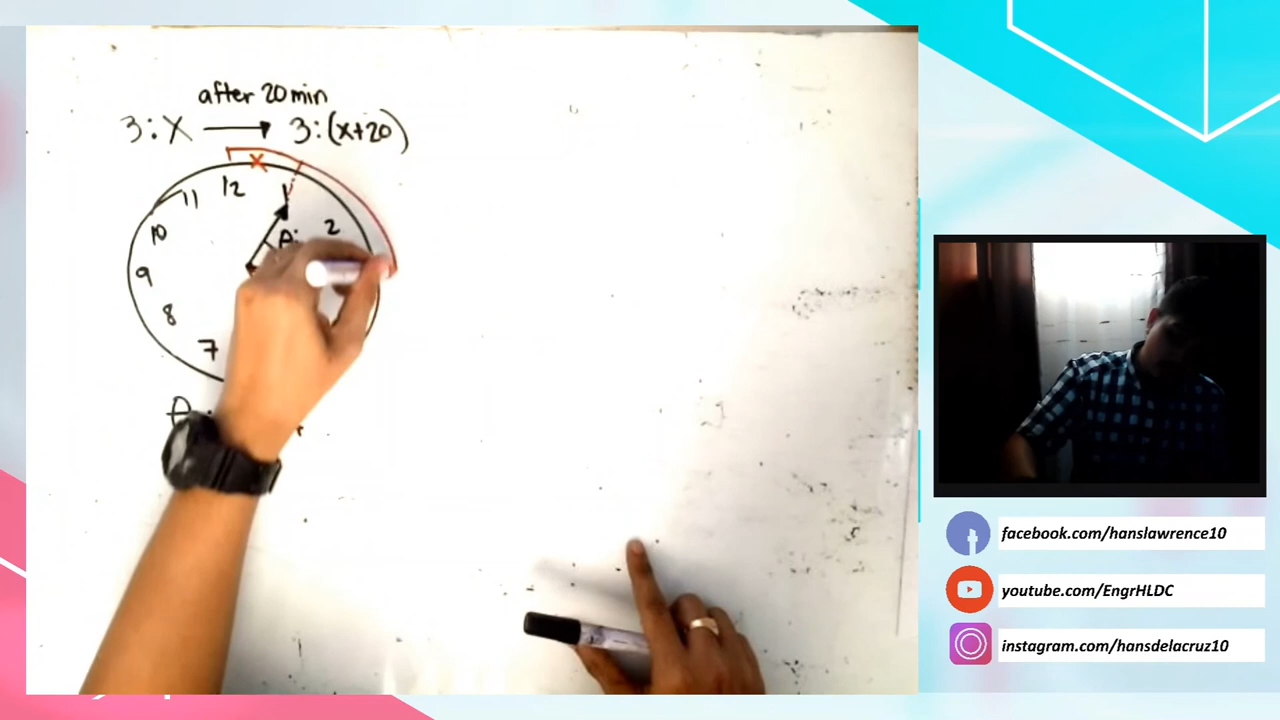 after 20 min
3:X → 3:(x+20)
x
12
11
1
10
2
A
9
8
7
A
facebook.com/hanslawrence10
youtube.com/EngrHLDC
instagram.com/hansdelacruz10